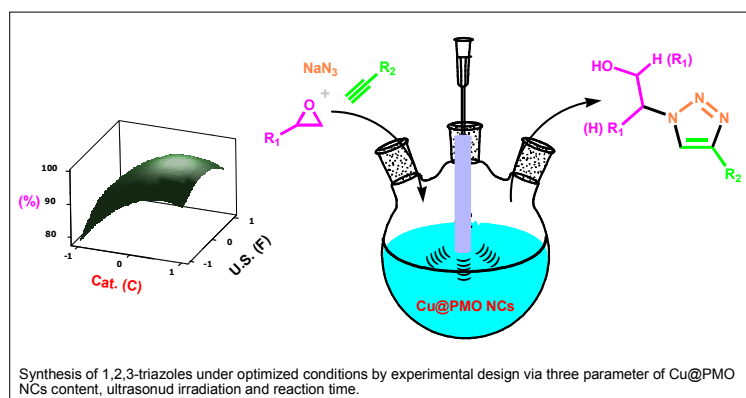 NaN3
+
R2
O
R1
HO
H (R1)
(H) R1
N
N
N
R2
100
(%)
90
80
-1
0
1
Cat. (C)
-1
0
1
U.S. (F)
Cu@PMO NCs
Synthesis of 1,2,3-triazoles under optimized conditions by experimental design via three parameter of Cu@PMO
NCs content, ultrasonud irradiation and reaction time.